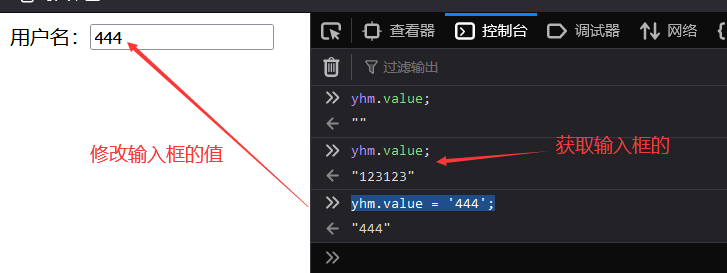 用户名：444
修改输入框的值
查看器 控制台 调试器 网络
过滤输出
yhm.value;
""
yhm.value;
获取输入框的
"123123"
yhm.value = '444';
"444"